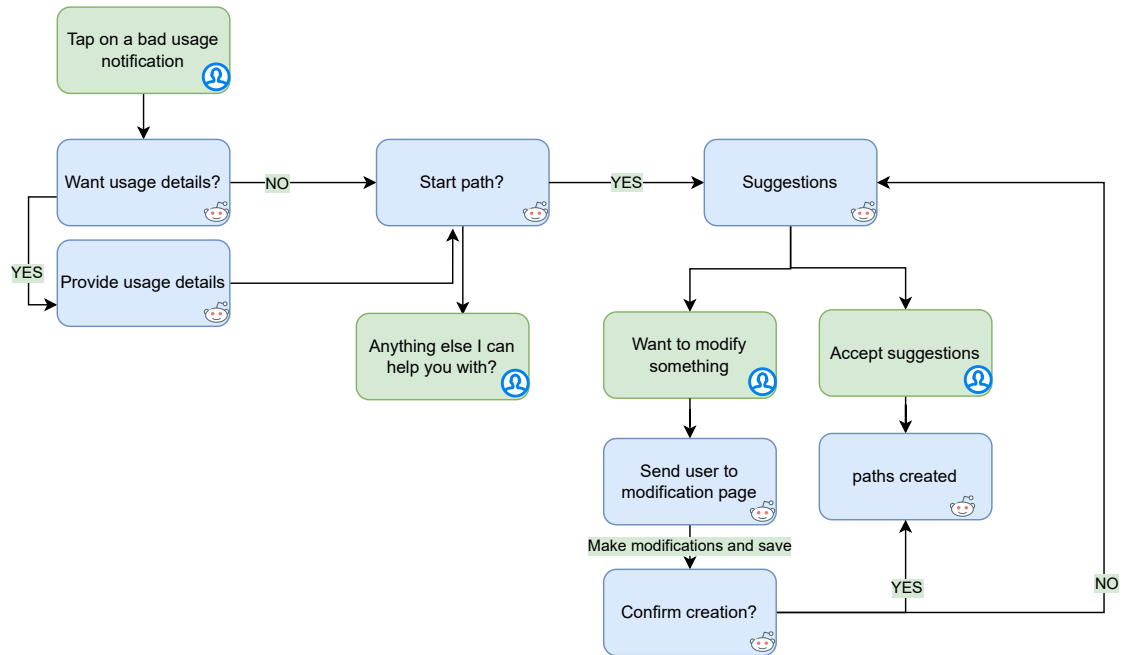 Tap on a bad usage
notification
Want usage details?
NO
Start path?
YES
Suggestions
YES
Provide usage details
Anything else I can
help you with?
Want to modify
something
Accept suggestions
Send user to
modification page
paths created
Make modifications and save
Confirm creation?
YES
NO